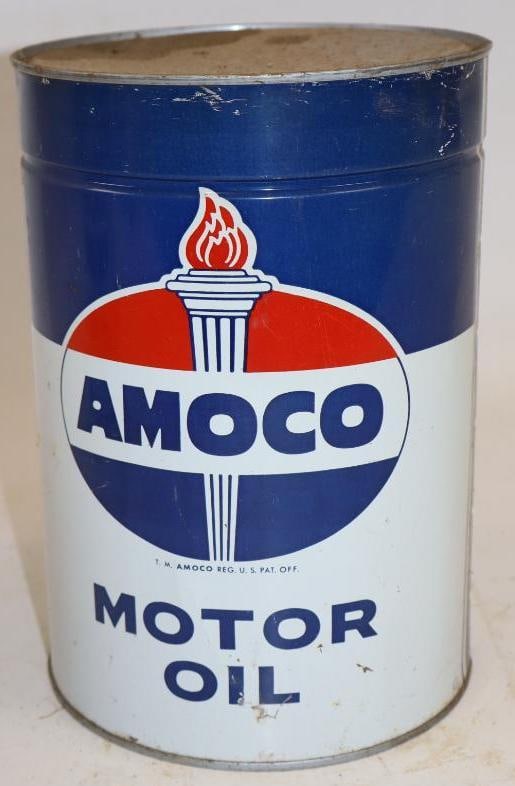 AMOCO
T. M. AMOCO REG. U. S. PAT. OFF.
MOTOR
OIL